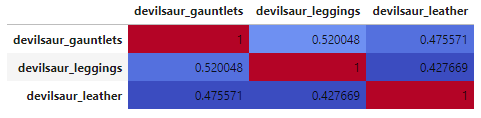 devilsaur_gauntlets devilsaur_leggings devilsaur_leather
devilsaur_gauntlets 1 0.520048 0.475571
devilsaur_leggings 0.520048 1 0.427669
devilsaur_leather 0.475571 0.427669 1